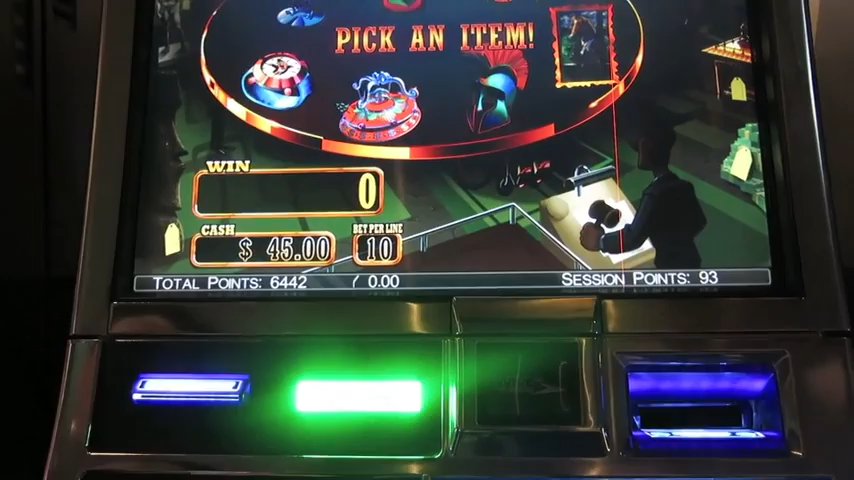 PICK AN ITEM!
WIN
0
CASH
BET PER LINE
$ 45.00
10
TOTAL POINTS: 6442 / 0.00 SESSION POINTS: 93